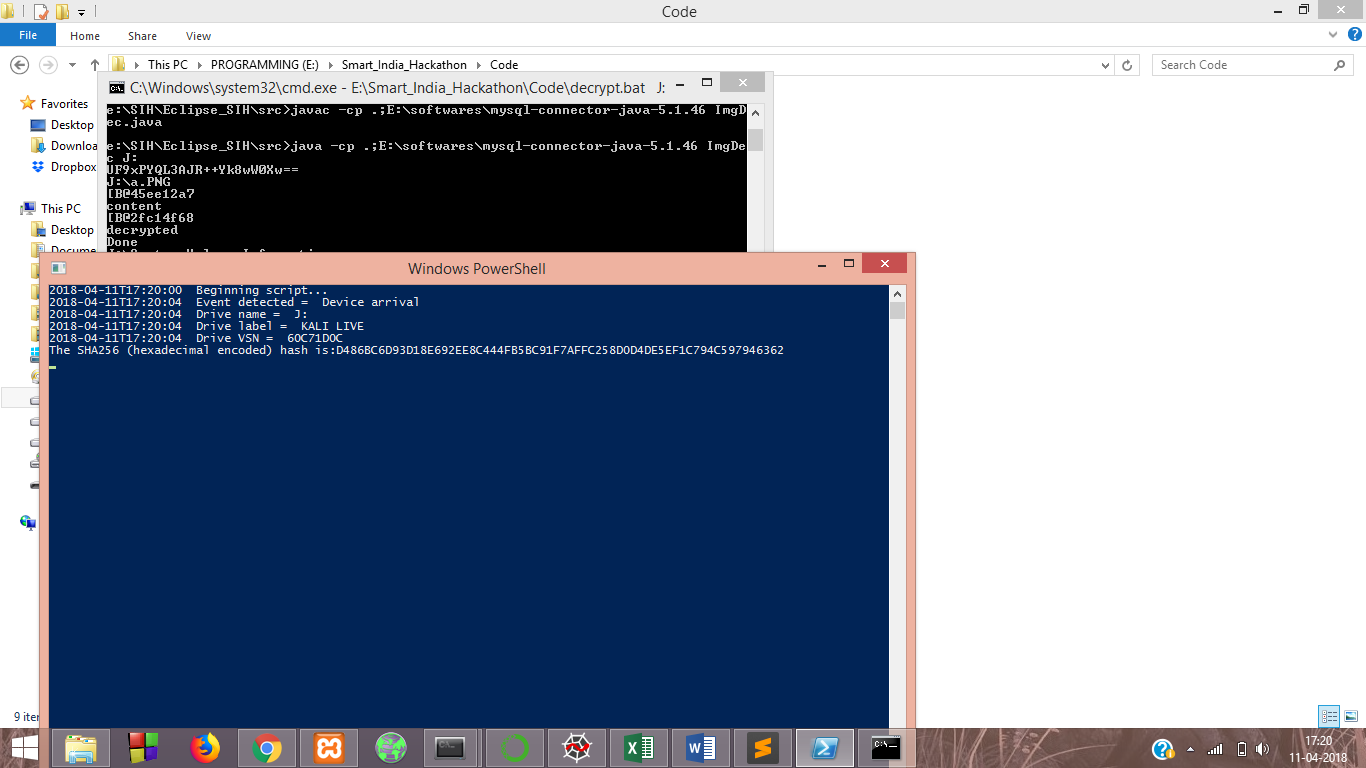 Code
File
Home
Share
View
This PC
PROGRAMMING (E:)
Smart_India_Hackathon
Code
Search Code
Favorites
Desktop
Dropbox
This PC
Desktop
C:\Windows\system32\cmd.exe - E:\Smart_India_Hackathon\Code\decrypt.bat J:
e:\SIH\Eclipse_SIH\src>javac -cp .;E:\softwares\mysql-connector-java-5.1.46 ImgD
ec.java
e:\SIH\Eclipse_SIH\src>java -cp .;E:\softwares\mysql-connector-java-5.1.46 ImgDe
c J:
UF9xPYQL3AJR++Yk8wW0Xw==
J:\a.PNG
[B@45ee12a7
content
[B@2fc14f68
decrypted
Done
Windows PowerShell
2018-04-11T17:20:00 Beginning script...
2018-04-11T17:20:04 Event detected = Device arrival
2018-04-11T17:20:04 Drive name = J:
2018-04-11T17:20:04 Drive label = KALI LIVE
2018-04-11T17:20:04 Drive VSN = 60C71D0C
The SHA256 (hexadecimal encoded) hash is:D486BC6D93D18E692EE8C444FB5BC91F7AFFC258D0D4DE5EF1C794C597946362
9
17:20
11-04-2018